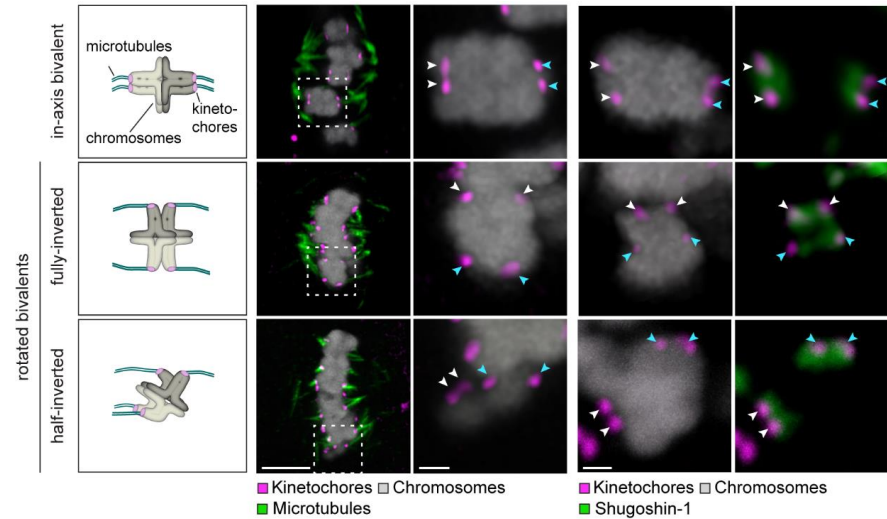 in-axis bivalent
microtubules
chromosomes
kineto-
chores
rotated bivalents
fully-inverted
half-inverted
Kinetochores Chromosomes
Microtubules
Kinetochores Chromosomes
Shugoshin-1